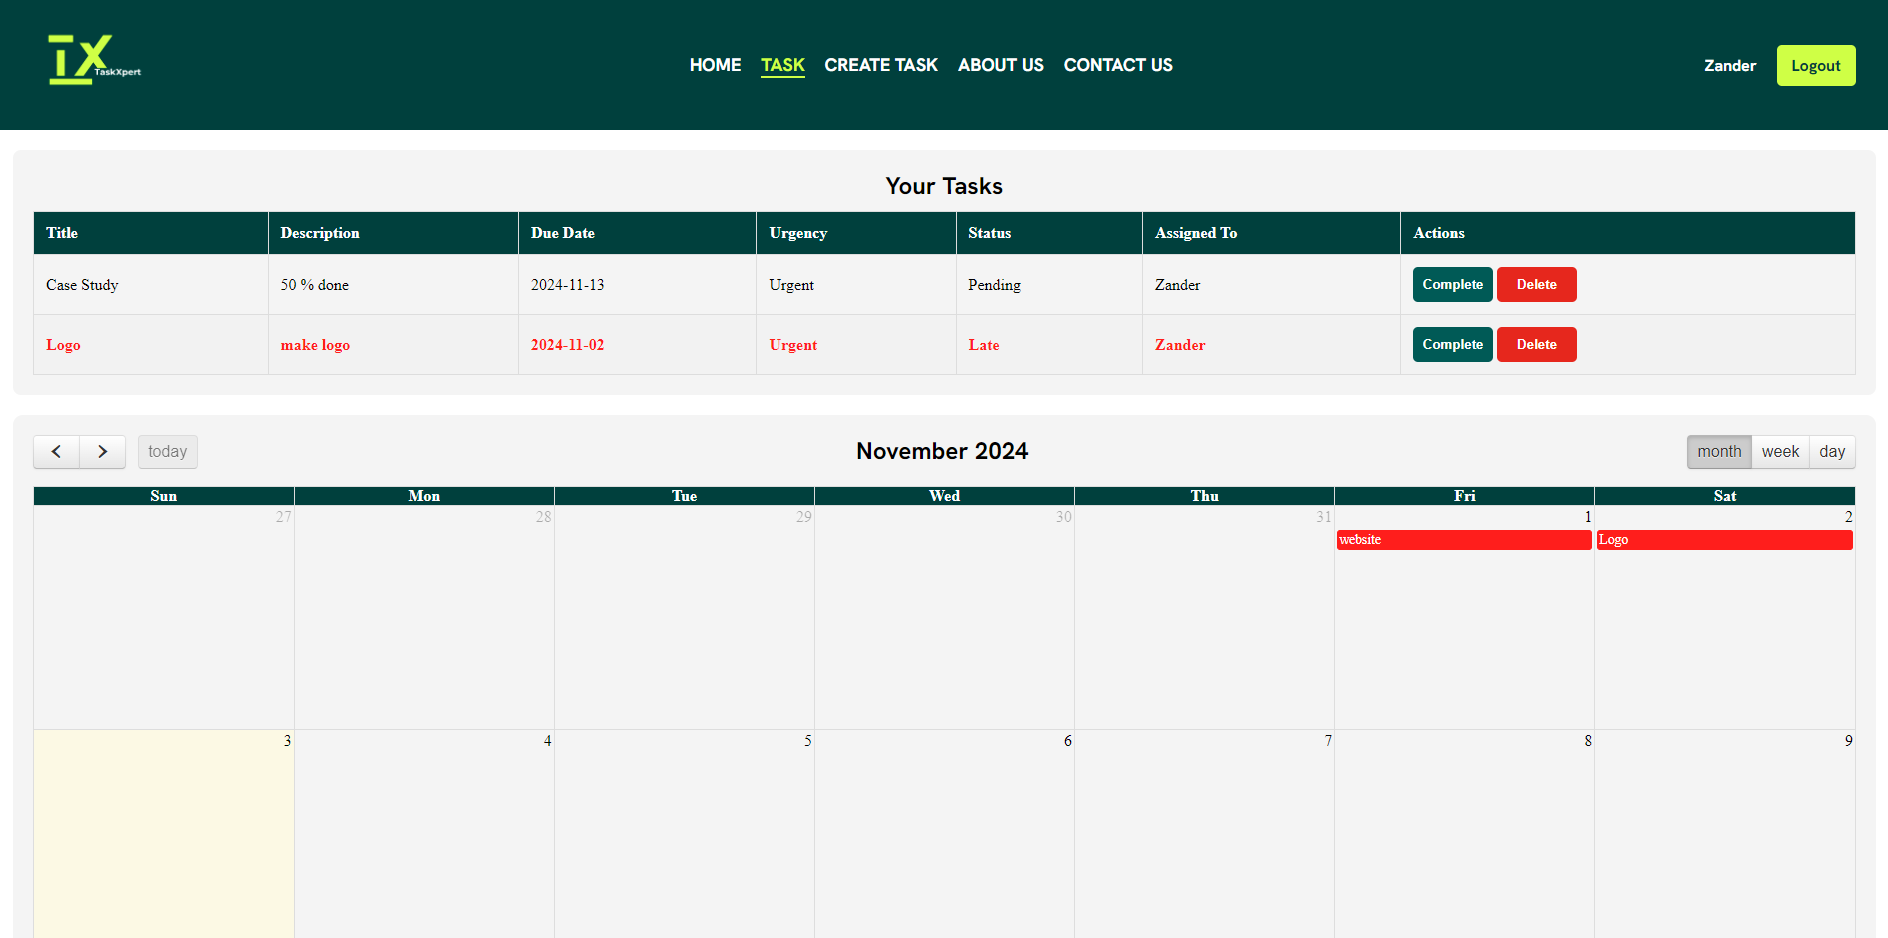 TX TaskXpert
HOME TASK CREATE TASK ABOUT US CONTACT US
Zander Logout
Your Tasks
Title Description Due Date Urgency Status Assigned To Actions
Case Study 50 % done 2024-11-13 Urgent Pending Zander Complete Delete
Logo make logo 2024-11-02 Urgent Late Zander Complete Delete
today November 2024 month week day
Sun Mon Tue Wed Thu Fri Sat
27 28 29 30 31 1 2
website Logo
3 4 5 6 7 8 9